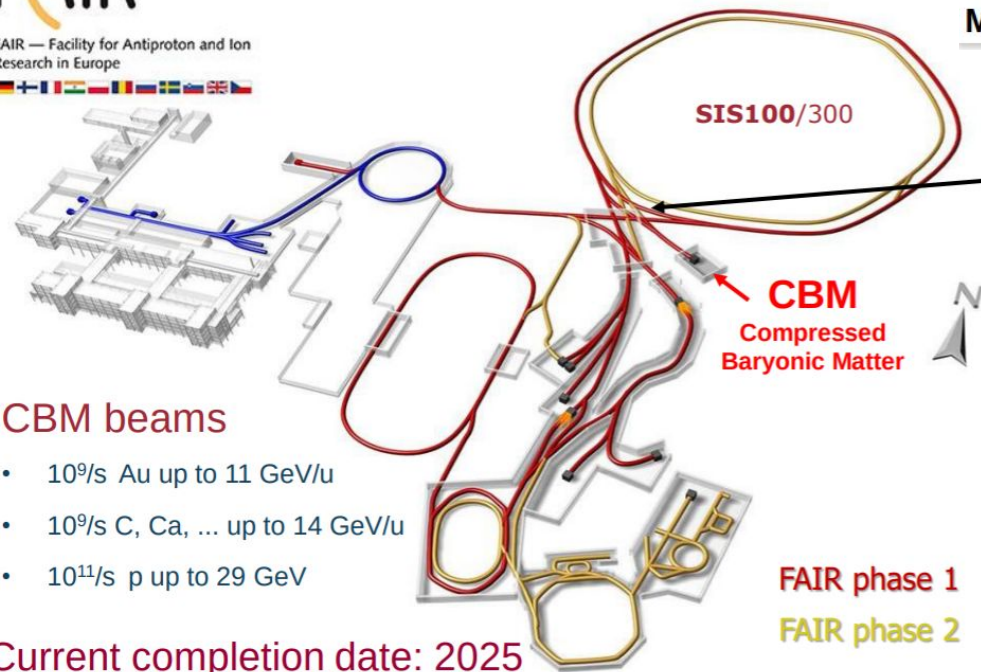 FAIR — Facility for Antiproton and Ion
Research in Europe
M
SIS100/300
CBM
Compressed
Baryonic Matter
N
CBM beams
• 10⁹/s Au up to 11 GeV/u
• 10⁹/s C, Ca, ... up to 14 GeV/u
• 10¹¹/s p up to 29 GeV
FAIR phase 1
FAIR phase 2
Current completion date: 2025